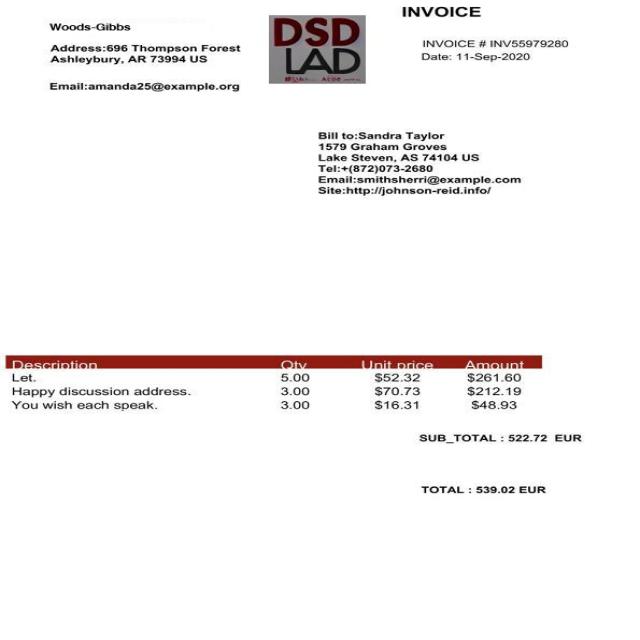 INVOICE
Woods-Gibbs
Address:696 Thompson Forest
Ashleybury, AR 73994 US
Email:amanda25@example.org
DSD
LAD
INVOICE # INV55979280
Date: 11-Sep-2020
Bill to:Sandra Taylor
1579 Graham Groves
Lake Steven, AS 74104 US
Tel:+(872)073-2680
Email:smithsherri@example.com
Site:http://johnson-reid.info/
Description Qty Unit price Amount
Let. 5.00 $52.32 $261.60
Happy discussion address. 3.00 $70.73 $212.19
You wish each speak. 3.00 $16.31 $48.93
SUB_TOTAL : 522.72 EUR
TOTAL : 539.02 EUR